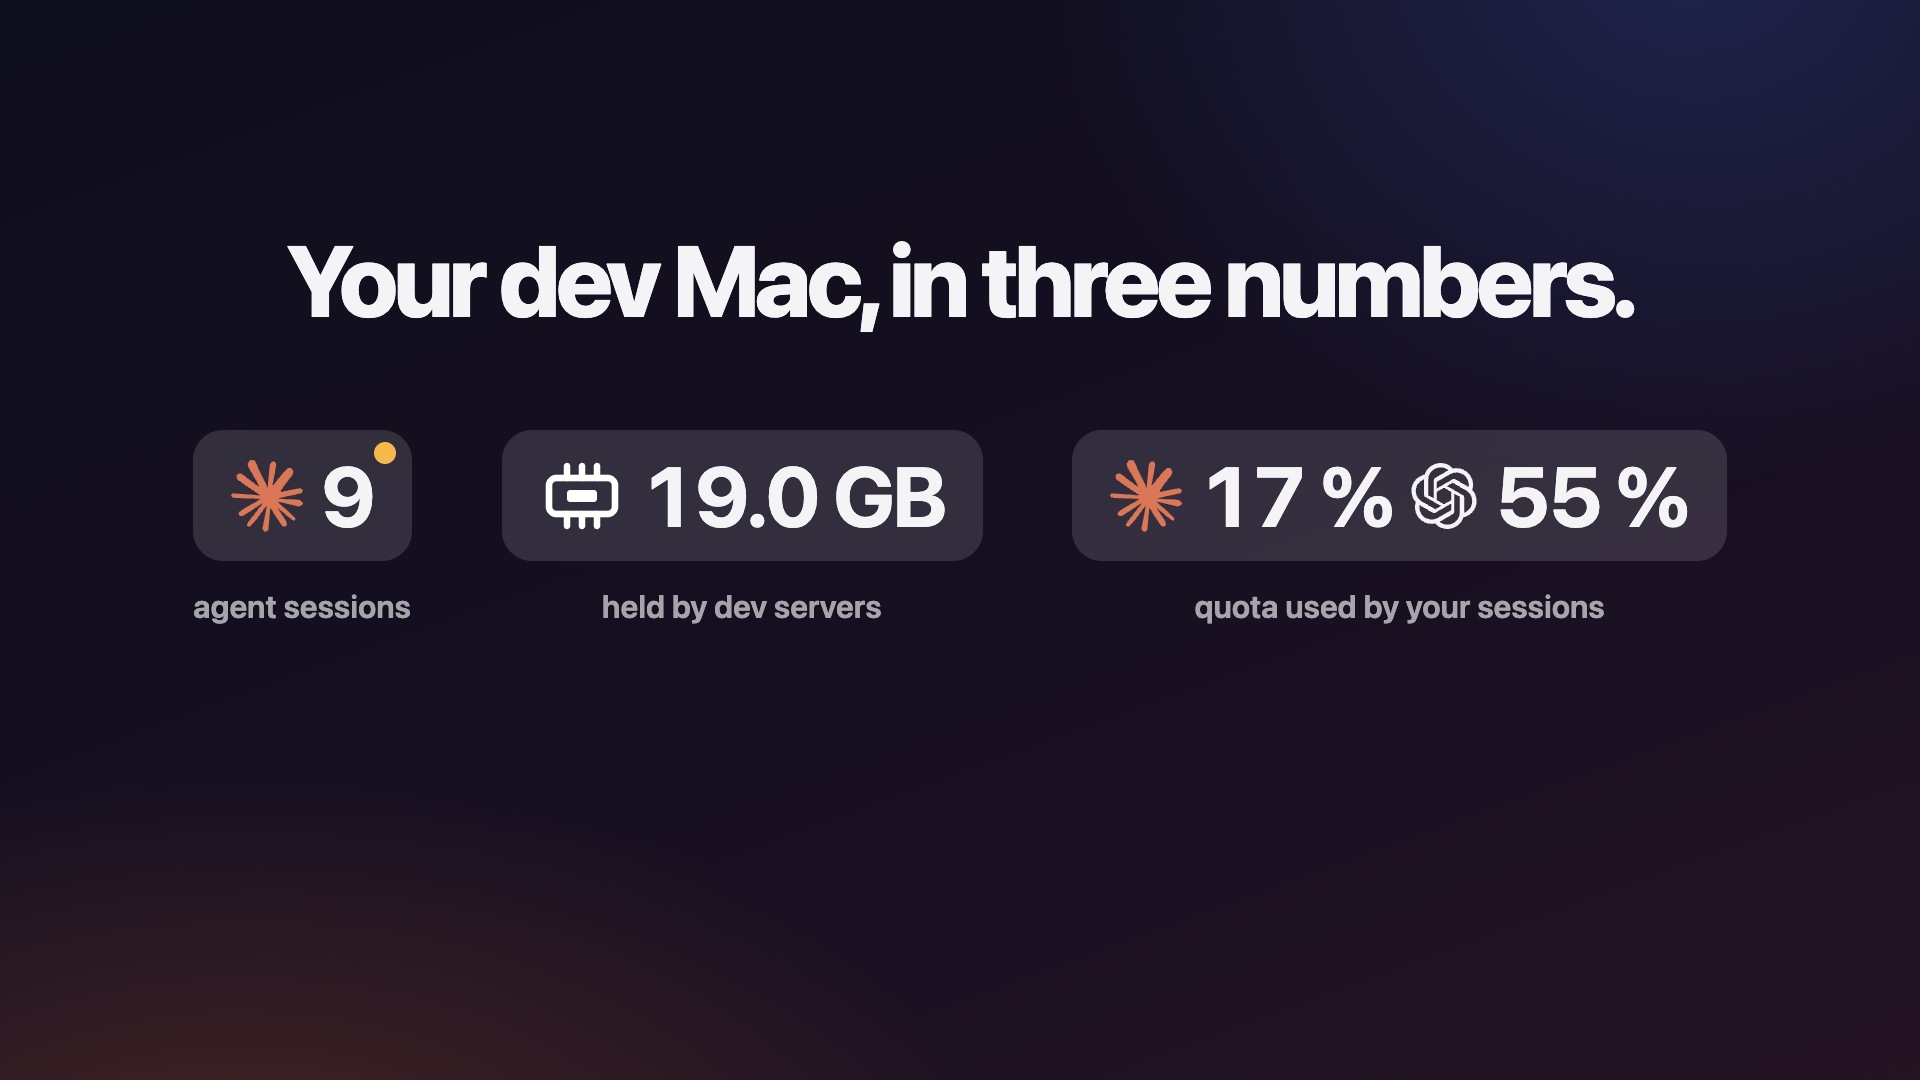 Your dev Mac, in three numbers.
9
19.0 GB
17 % 55 %
agent sessions
held by dev servers
quota used by your sessions